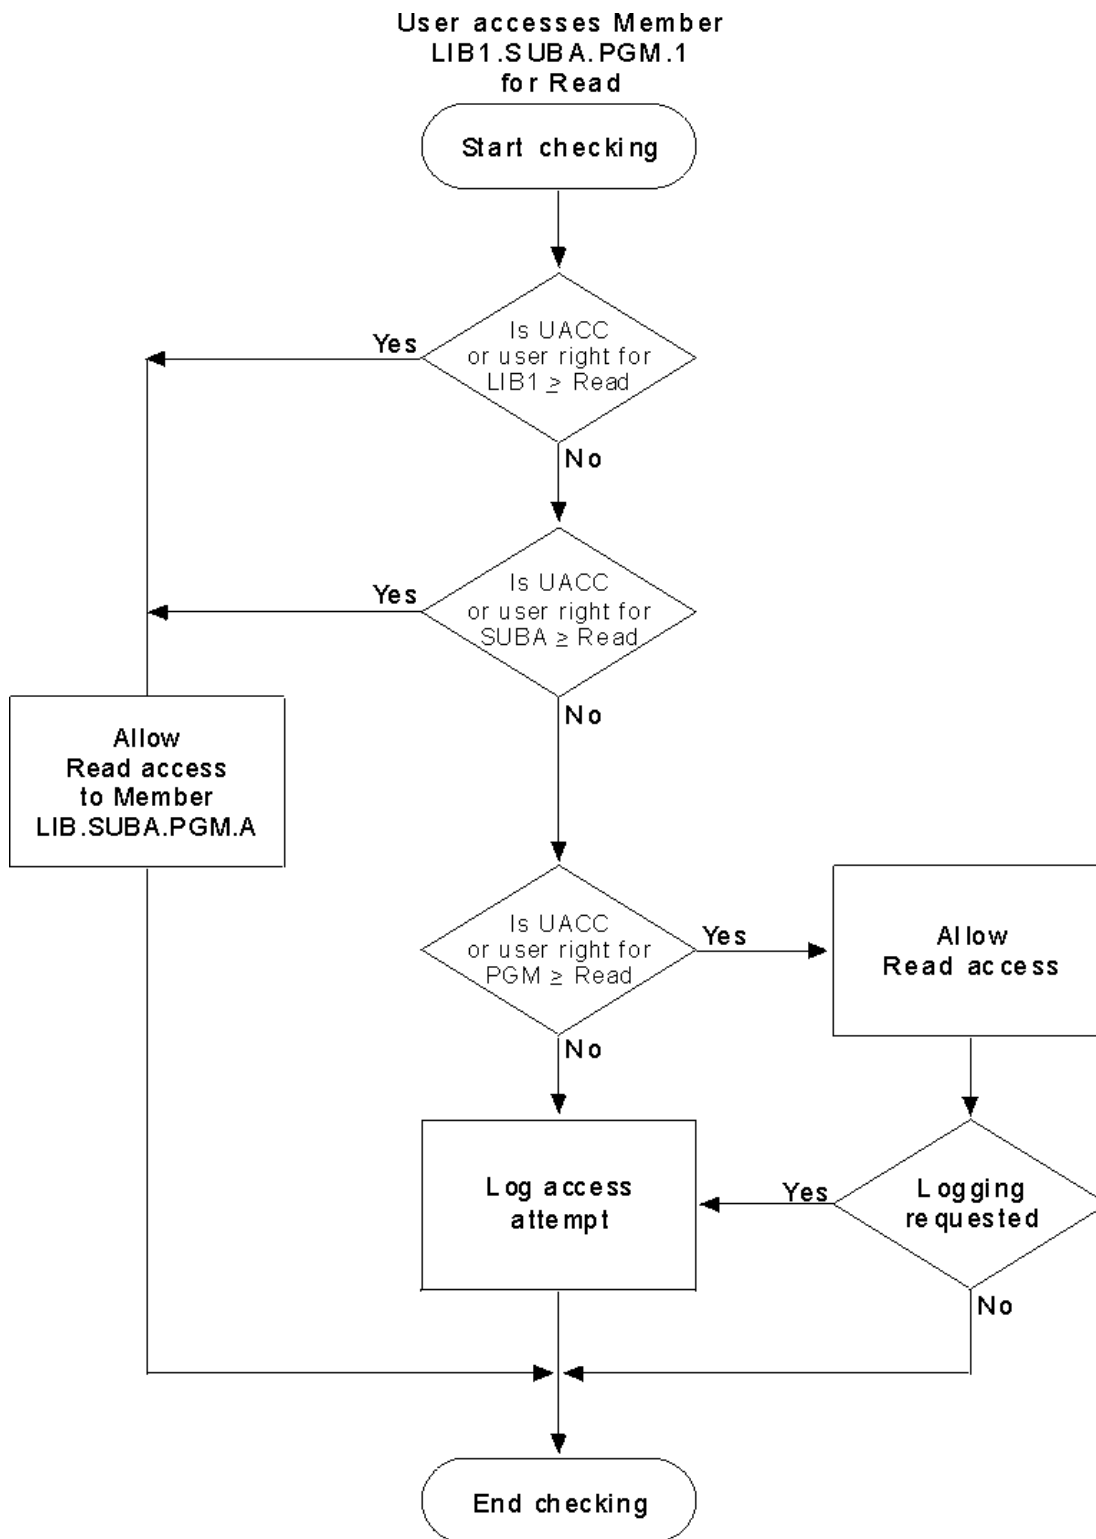 User accesses Member
LIB1.SUBA.PGM.1
for Read
Start checking
Is UACC
or user right for
LIB1 ≥ Read
Yes
No
Is UACC
or user right for
SUBA ≥ Read
Yes
No
Allow
Read access
to Member
LIB.SUBA.PGM.A
Is UACC
or user right for
PGM ≥ Read
Yes
No
Allow
Read access
Log access
attempt
Yes
Logging
requested
No
End checking